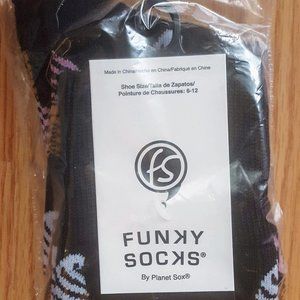 Made in China/Hecho en China/Fabriqué en Chine
Shoe Size/Talla de Zapatos/
Pointure de Chaussures: 6-12
fs
FUNKY
SOCKS®
By Planet Sox®